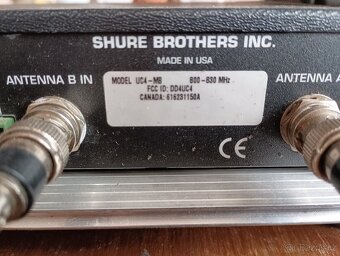 SHURE BROTHERS INC.
MADE IN USA
ANTENNA B IN
ANTENNA A
MODEL UC4-MB 800-830 MHz
FCC ID: DD4UC4
CANADA: 616231150A
CE